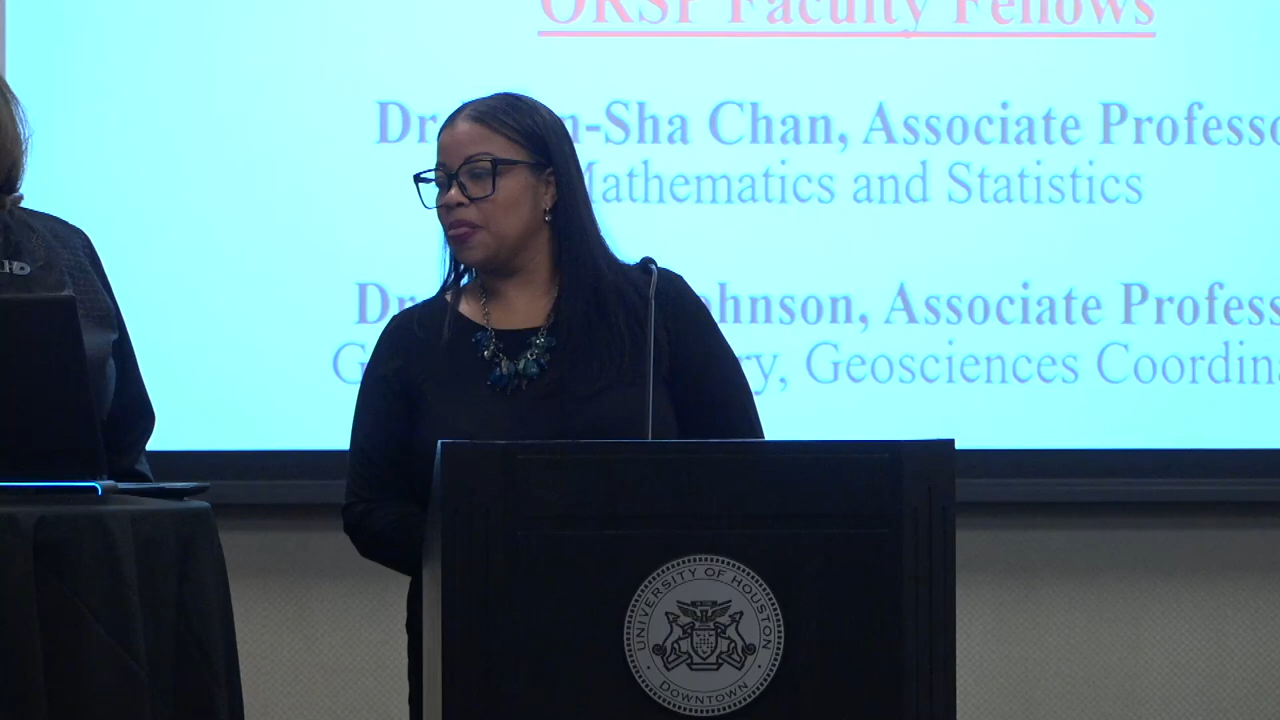 ORSP Faculty Fellows
Dr. n-Sha Chan, Associate Professo
Mathematics and Statistics
Dr ohnson, Associate Profess
G ry, Geosciences Coordina
UNIVERSITY OF HOUSTON
DOWNTOWN